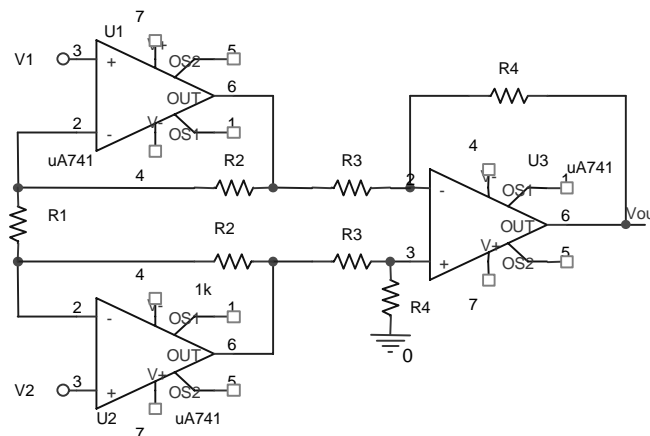 7
U1
V1
3
+
V+
OS2
5
OUT
6
2
-
V-
OS1
1
uA741
4
R2
R3
R4
R1
2
-
4
V-
U3
OS1
1
uA741
OUT
6
Vou
3
+
V+
OS2
5
7
R2
R3
R4
0
4
1k
2
-
V-
OS1
1
OUT
6
V2
3
+
V+
OS2
5
U2
uA741
7